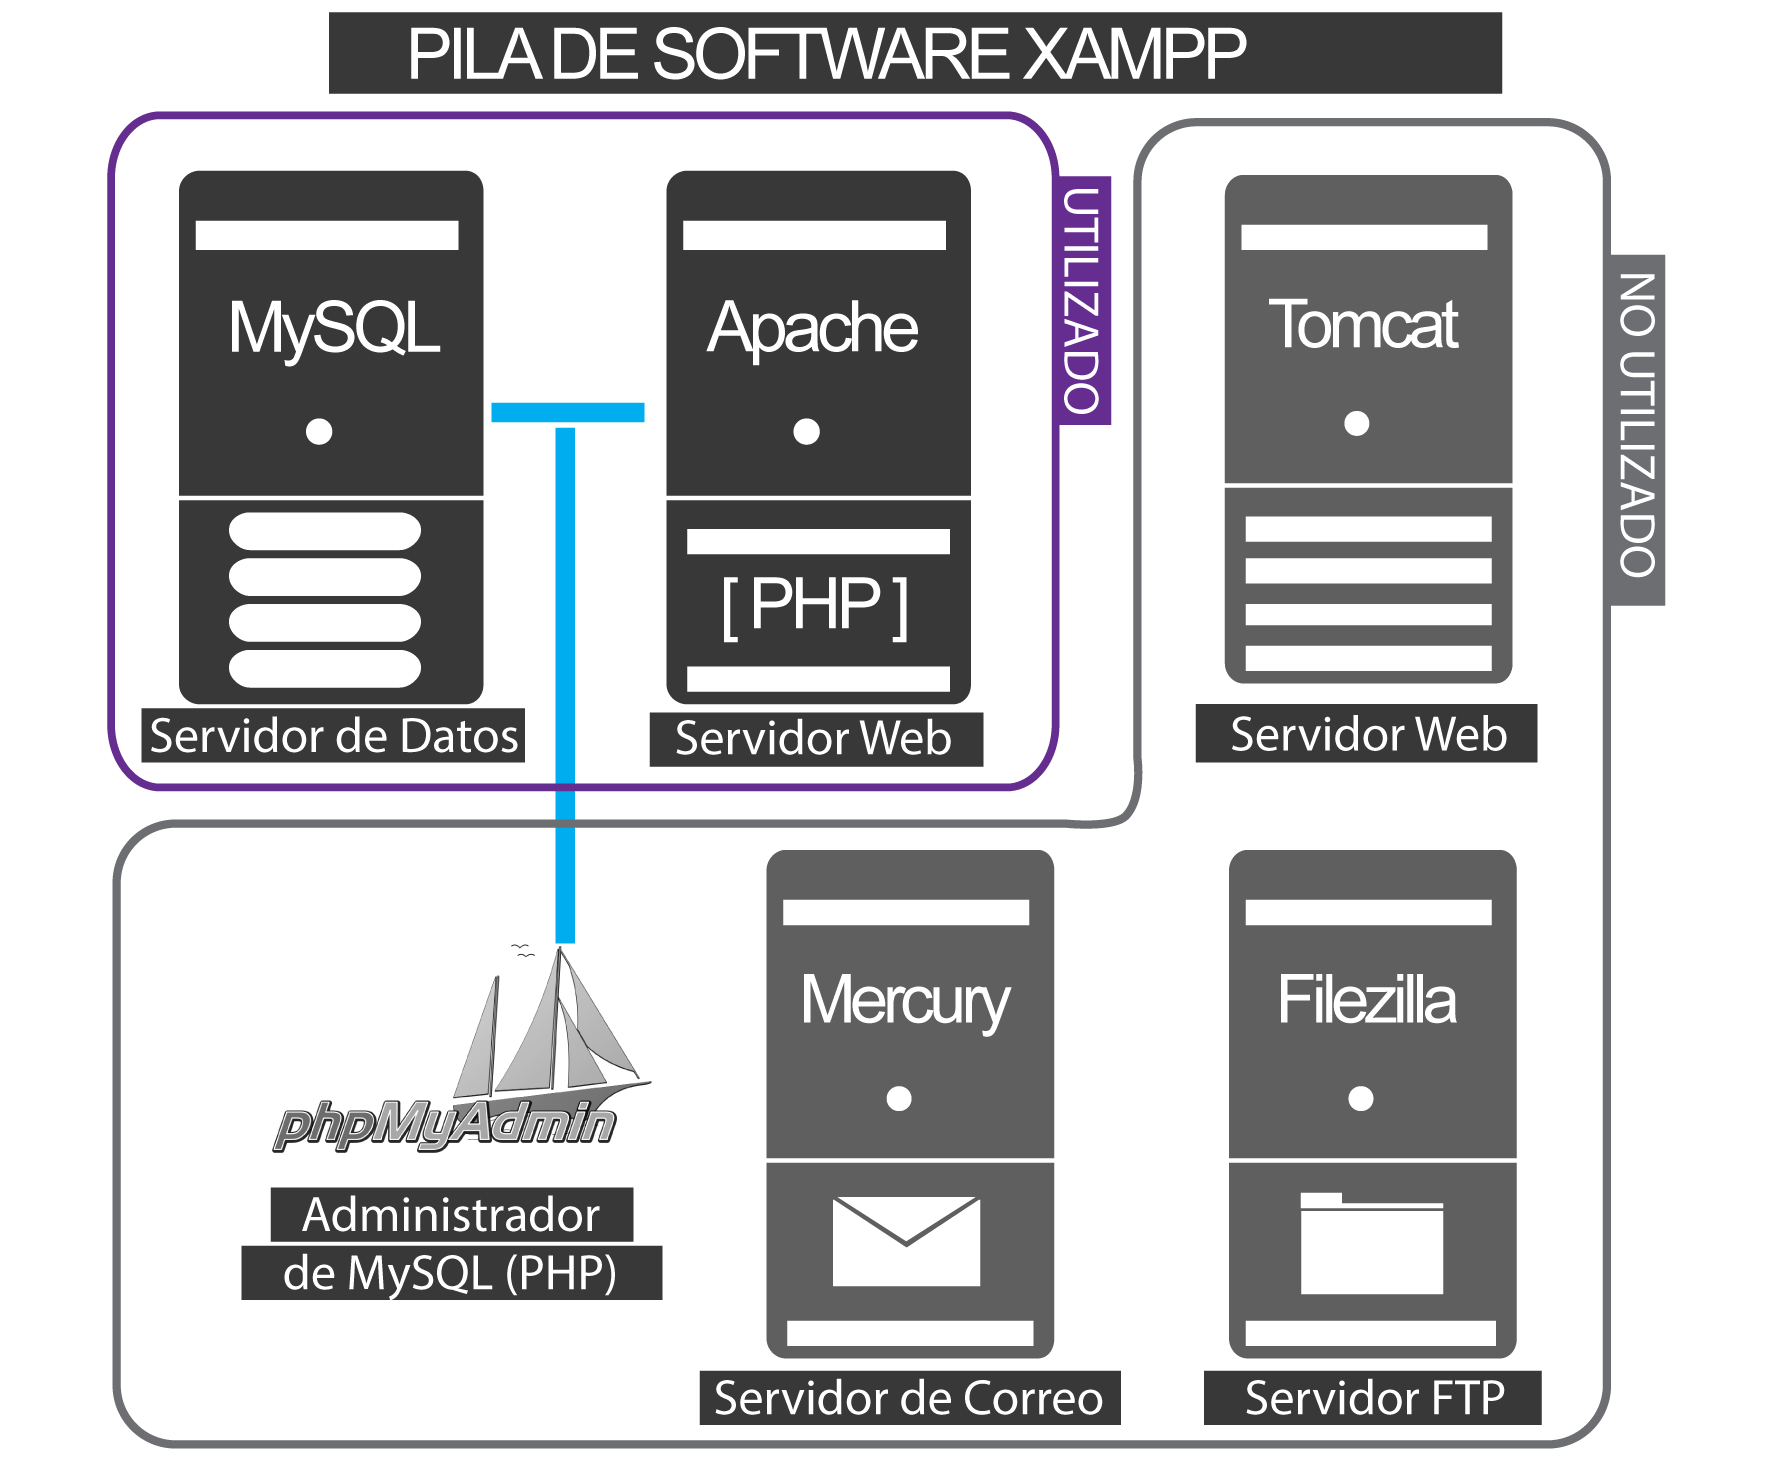 PILA DE SOFTWARE XAMPP
MySQL
Apache
[ PHP ]
Servidor de Datos
Servidor Web
UTILIZADO
Tomcat
Servidor Web
NO UTILIZADO
phpMyAdmin
Administrador
de MySQL (PHP)
Mercury
Servidor de Correo
Filezilla
Servidor FTP